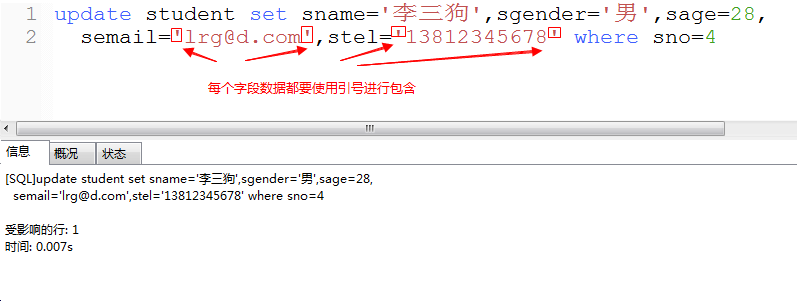 1 update student set sname='李三狗',sgender='男',sage=28,
2 semail='lrg@d.com',stel='13812345678' where sno=4
每个字段数据都要使用引号进行包含
信息 概况 状态
[SQL]update student set sname='李三狗',sgender='男',sage=28,
semail='lrg@d.com',stel='13812345678' where sno=4
受影响的行: 1
时间: 0.007s